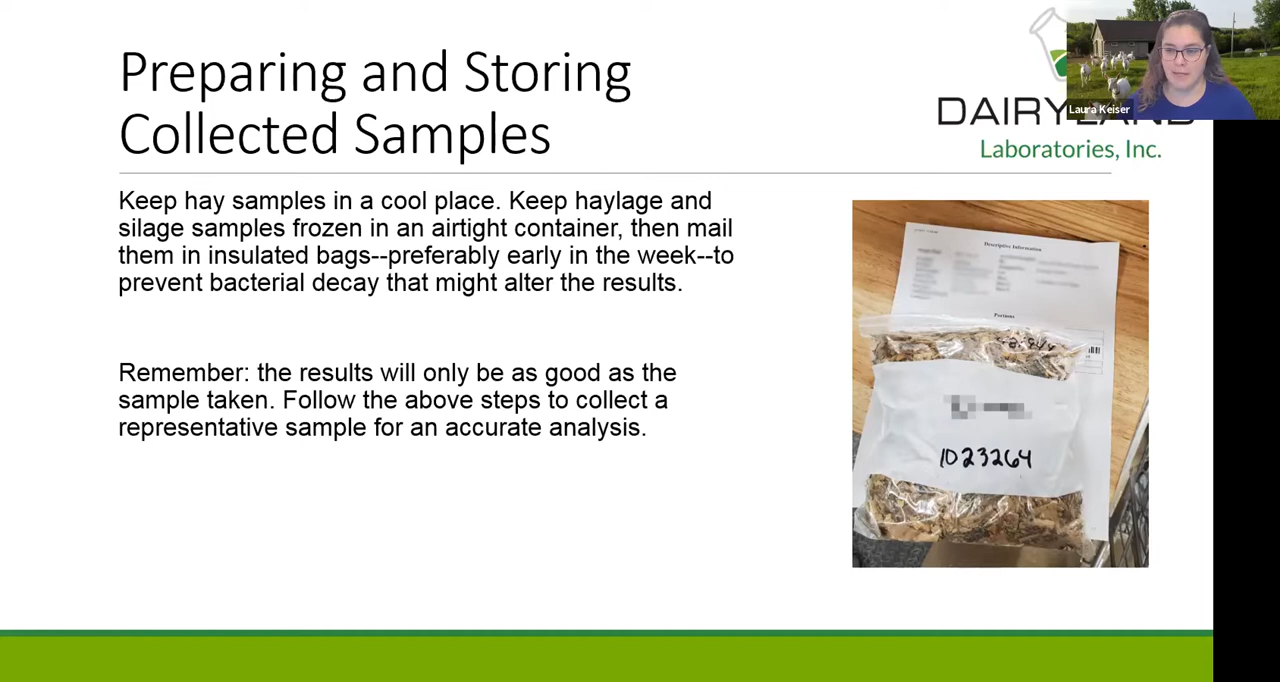 Preparing and Storing
Collected Samples
Laura Keiser
DAIRYLAND
Laboratories, Inc.
Keep hay samples in a cool place. Keep haylage and
silage samples frozen in an airtight container, then mail
them in insulated bags--preferably early in the week--to
prevent bacterial decay that might alter the results.
Remember: the results will only be as good as the
sample taken. Follow the above steps to collect a
representative sample for an accurate analysis.
Descriptive Information
Portions
1023264